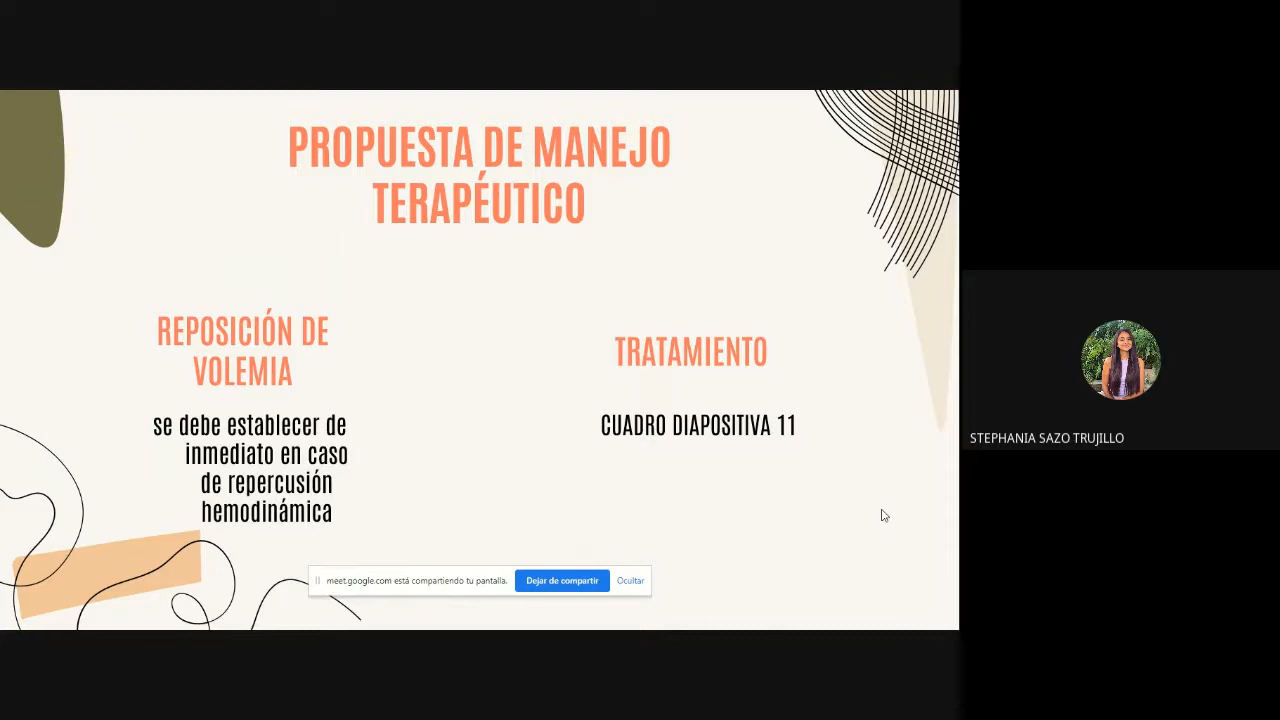 PROPUESTA DE MANEJO
TERAPÉUTICO
REPOSICIÓN DE
VOLEMIA
se debe establecer de
inmediato en caso
de repercusión
hemodinámica
TRATAMIENTO
CUADRO DIAPOSITIVA 11
meet.google.com está compartiendo tu pantalla.
Dejar de compartir
Ocultar
STEPHANIA SAZO TRUJILLO